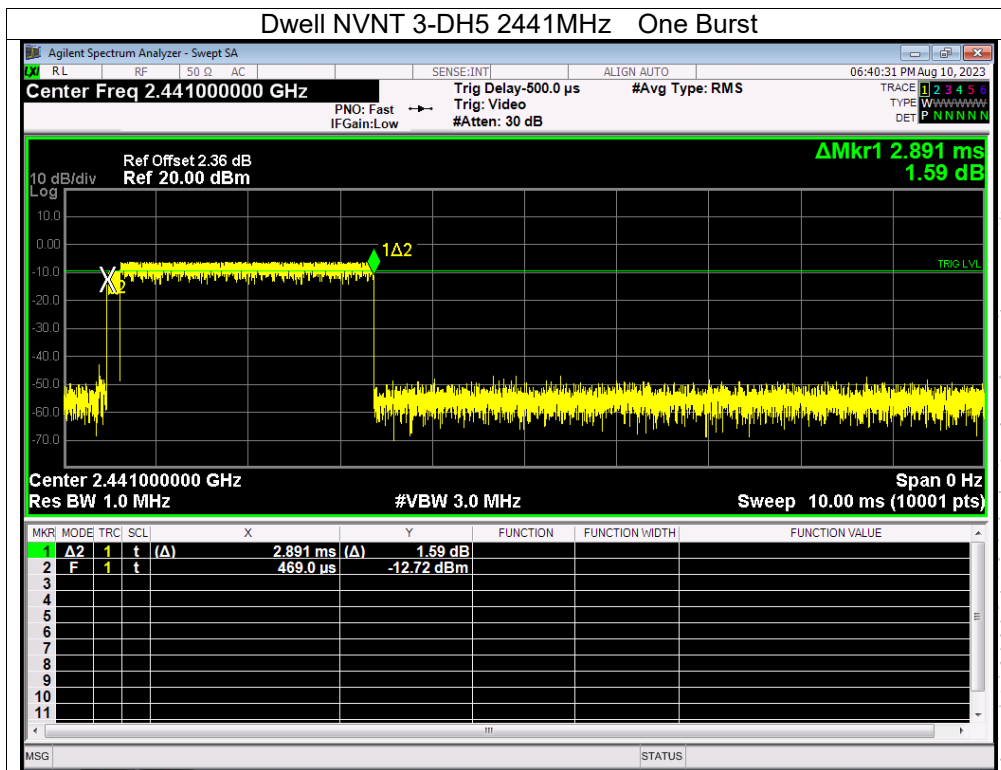 Dwell NVNT 3-DH5 2441MHz One Burst
Agilent Spectrum Analyzer - Swept SA
LXI RL RF 50 Ω AC SENSE:INT ALIGN AUTO 06:40:31 PM Aug 10, 2023
Center Freq 2.441000000 GHz Trig Delay-500.0 µs #Avg Type: RMS TRACE 1 2 3 4 5 6
PNO: Fast Trig: Video TYPE WWWWWW
IFGain:Low #Atten: 30 dB DET P N N N N N
ΔMkr1 2.891 ms
Ref Offset 2.36 dB
10 dB/div Ref 20.00 dBm 1.59 dB
Log
10.0
0.00
1Δ2
-10.0
TRIG LVL
X2
-20.0
-30.0
-40.0
-50.0
-60.0
-70.0
Center 2.441000000 GHz Span 0 Hz
Res BW 1.0 MHz #VBW 3.0 MHz Sweep 10.00 ms (10001 pts)
MKR MODE TRC SCL X Y FUNCTION FUNCTION WIDTH FUNCTION VALUE
1 Δ2 1 t (Δ) 2.891 ms (Δ) 1.59 dB
2 F 1 t 469.0 µs -12.72 dBm
3
4
5
6
7
8
9
10
11
MSG STATUS